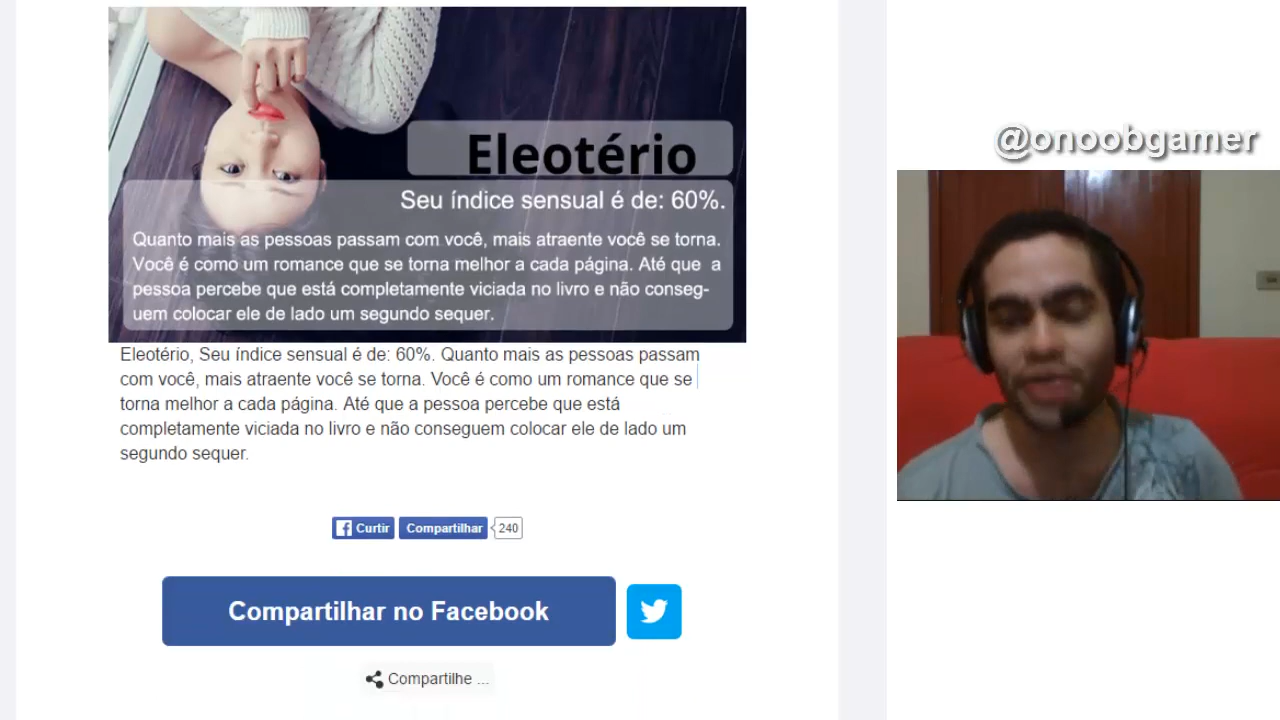 Eleotério
Seu índice sensual é de: 60%.
Quanto mais as pessoas passam com você, mais atraente você se torna.
Você é como um romance que se torna melhor a cada página. Até que a
pessoa percebe que está completamente viciada no livro e não conseg-
uem colocar ele de lado um segundo sequer.
Eleotério, Seu índice sensual é de: 60%. Quanto mais as pessoas passam
com você, mais atraente você se torna. Você é como um romance que se
torna melhor a cada página. Até que a pessoa percebe que está
completamente viciada no livro e não conseguem colocar ele de lado um
segundo sequer.
Curtir Compartilhar 240
Compartilhar no Facebook
Compartilhe ...
@onoobgamer